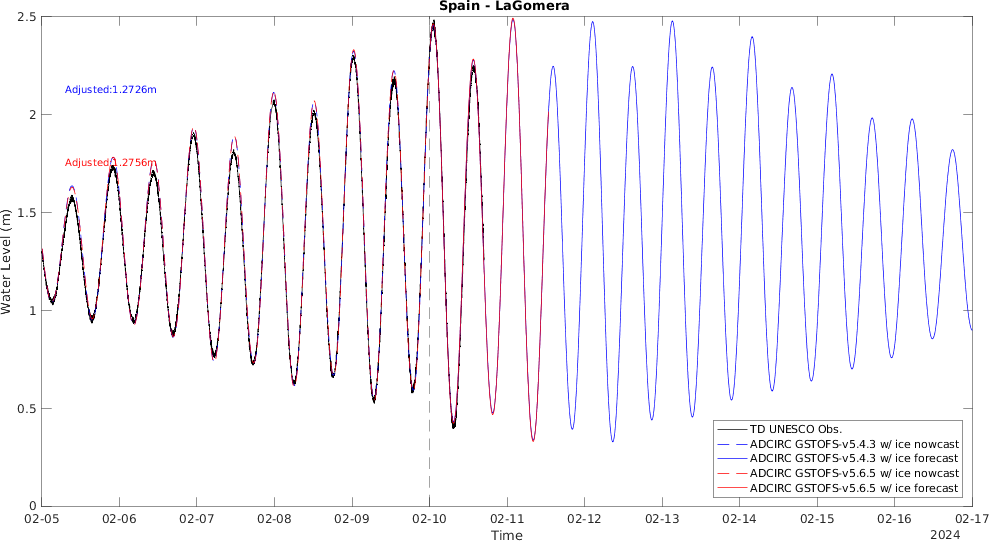 Spain - LaGomera
2.5
2
1.5
1
0.5
0
Water Level (m)
Adjusted:1.2726m
Adjusted:1.2756m
TD UNESCO Obs.
ADCIRC GSTOFS-v5.4.3 w/ ice nowcast
ADCIRC GSTOFS-v5.4.3 w/ ice forecast
ADCIRC GSTOFS-v5.6.5 w/ ice nowcast
ADCIRC GSTOFS-v5.6.5 w/ ice forecast
02-05 02-06 02-07 02-08 02-09 02-10 02-11 02-12 02-13 02-14 02-15 02-16 02-17
Time
2024